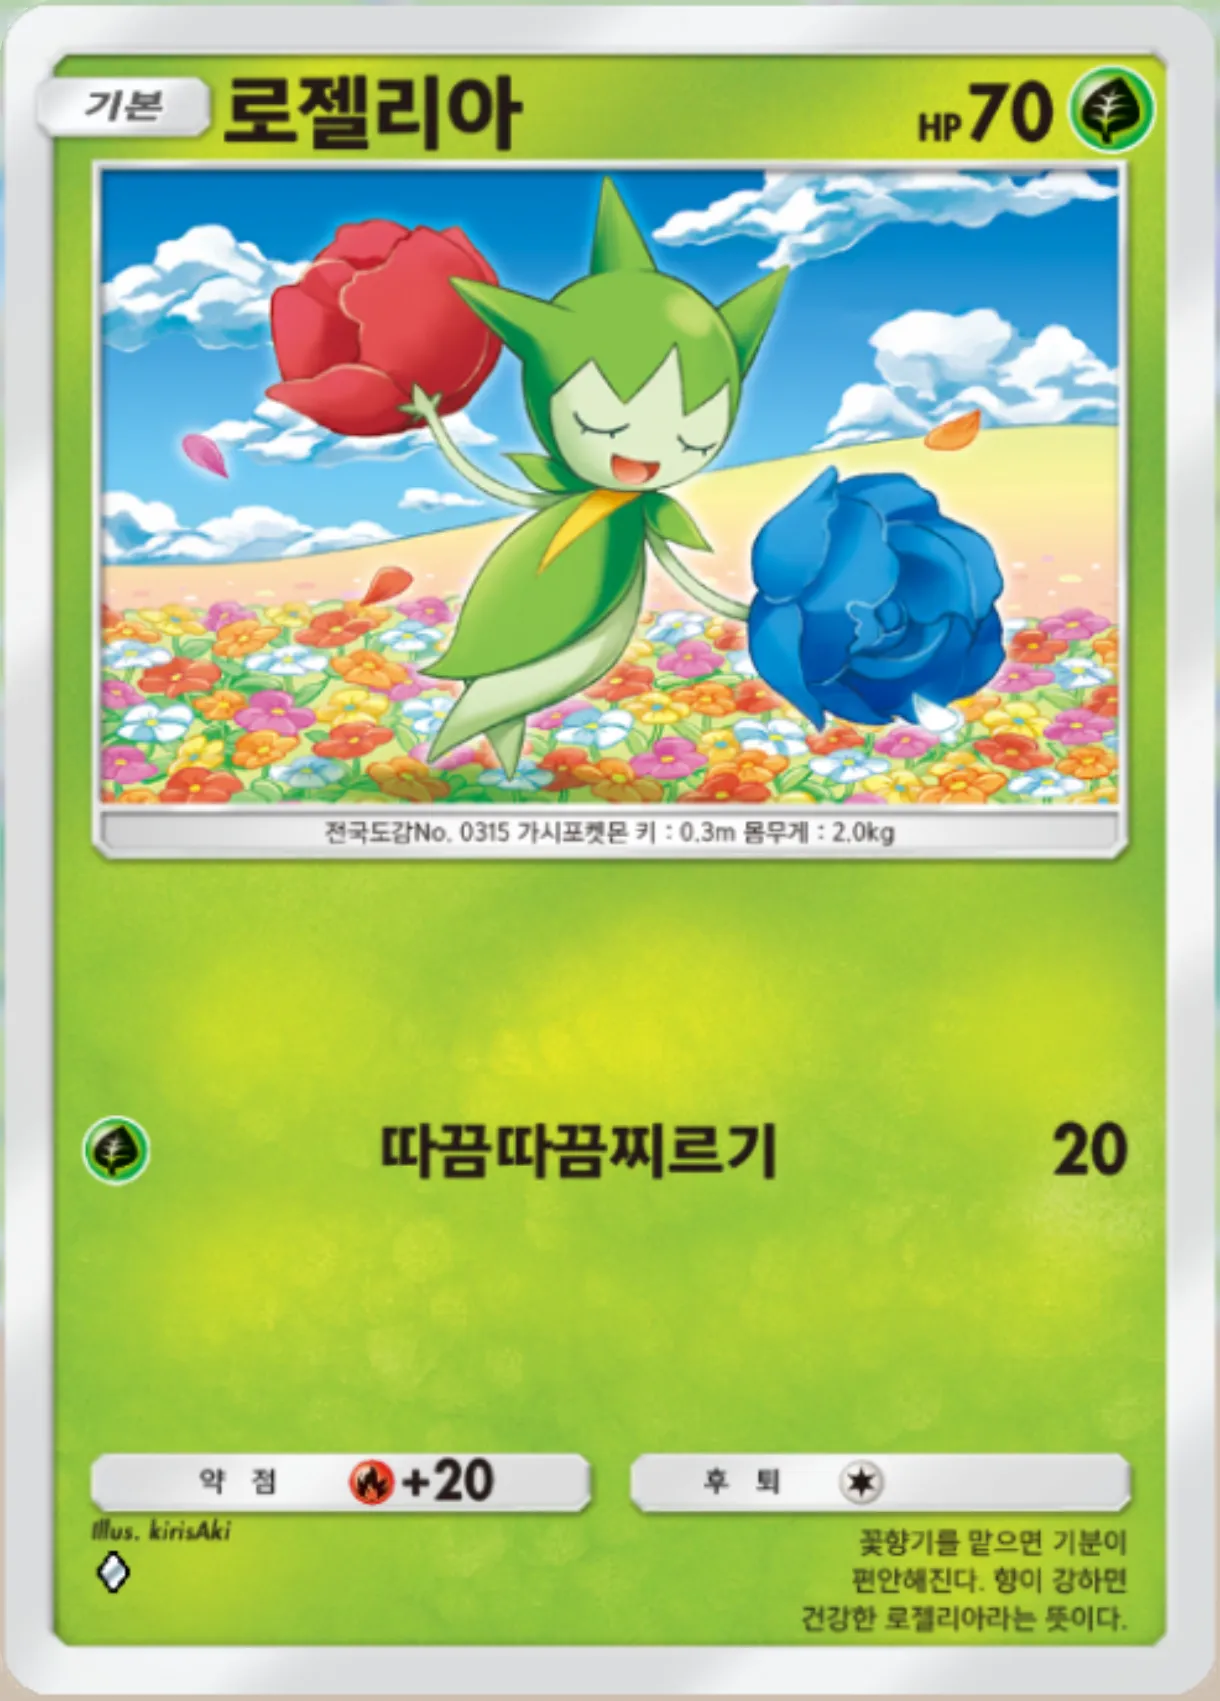 기본 로젤리아 HP70
전국도감No. 0315 가시포켓몬 키 : 0.3m 몸무게 : 2.0kg
따끔따끔찌르기 20
약점 +20 후퇴
Illus. kirisAki
꽃향기를 맡으면 기분이
편안해진다. 향이 강하면
건강한 로젤리아라는 뜻이다.